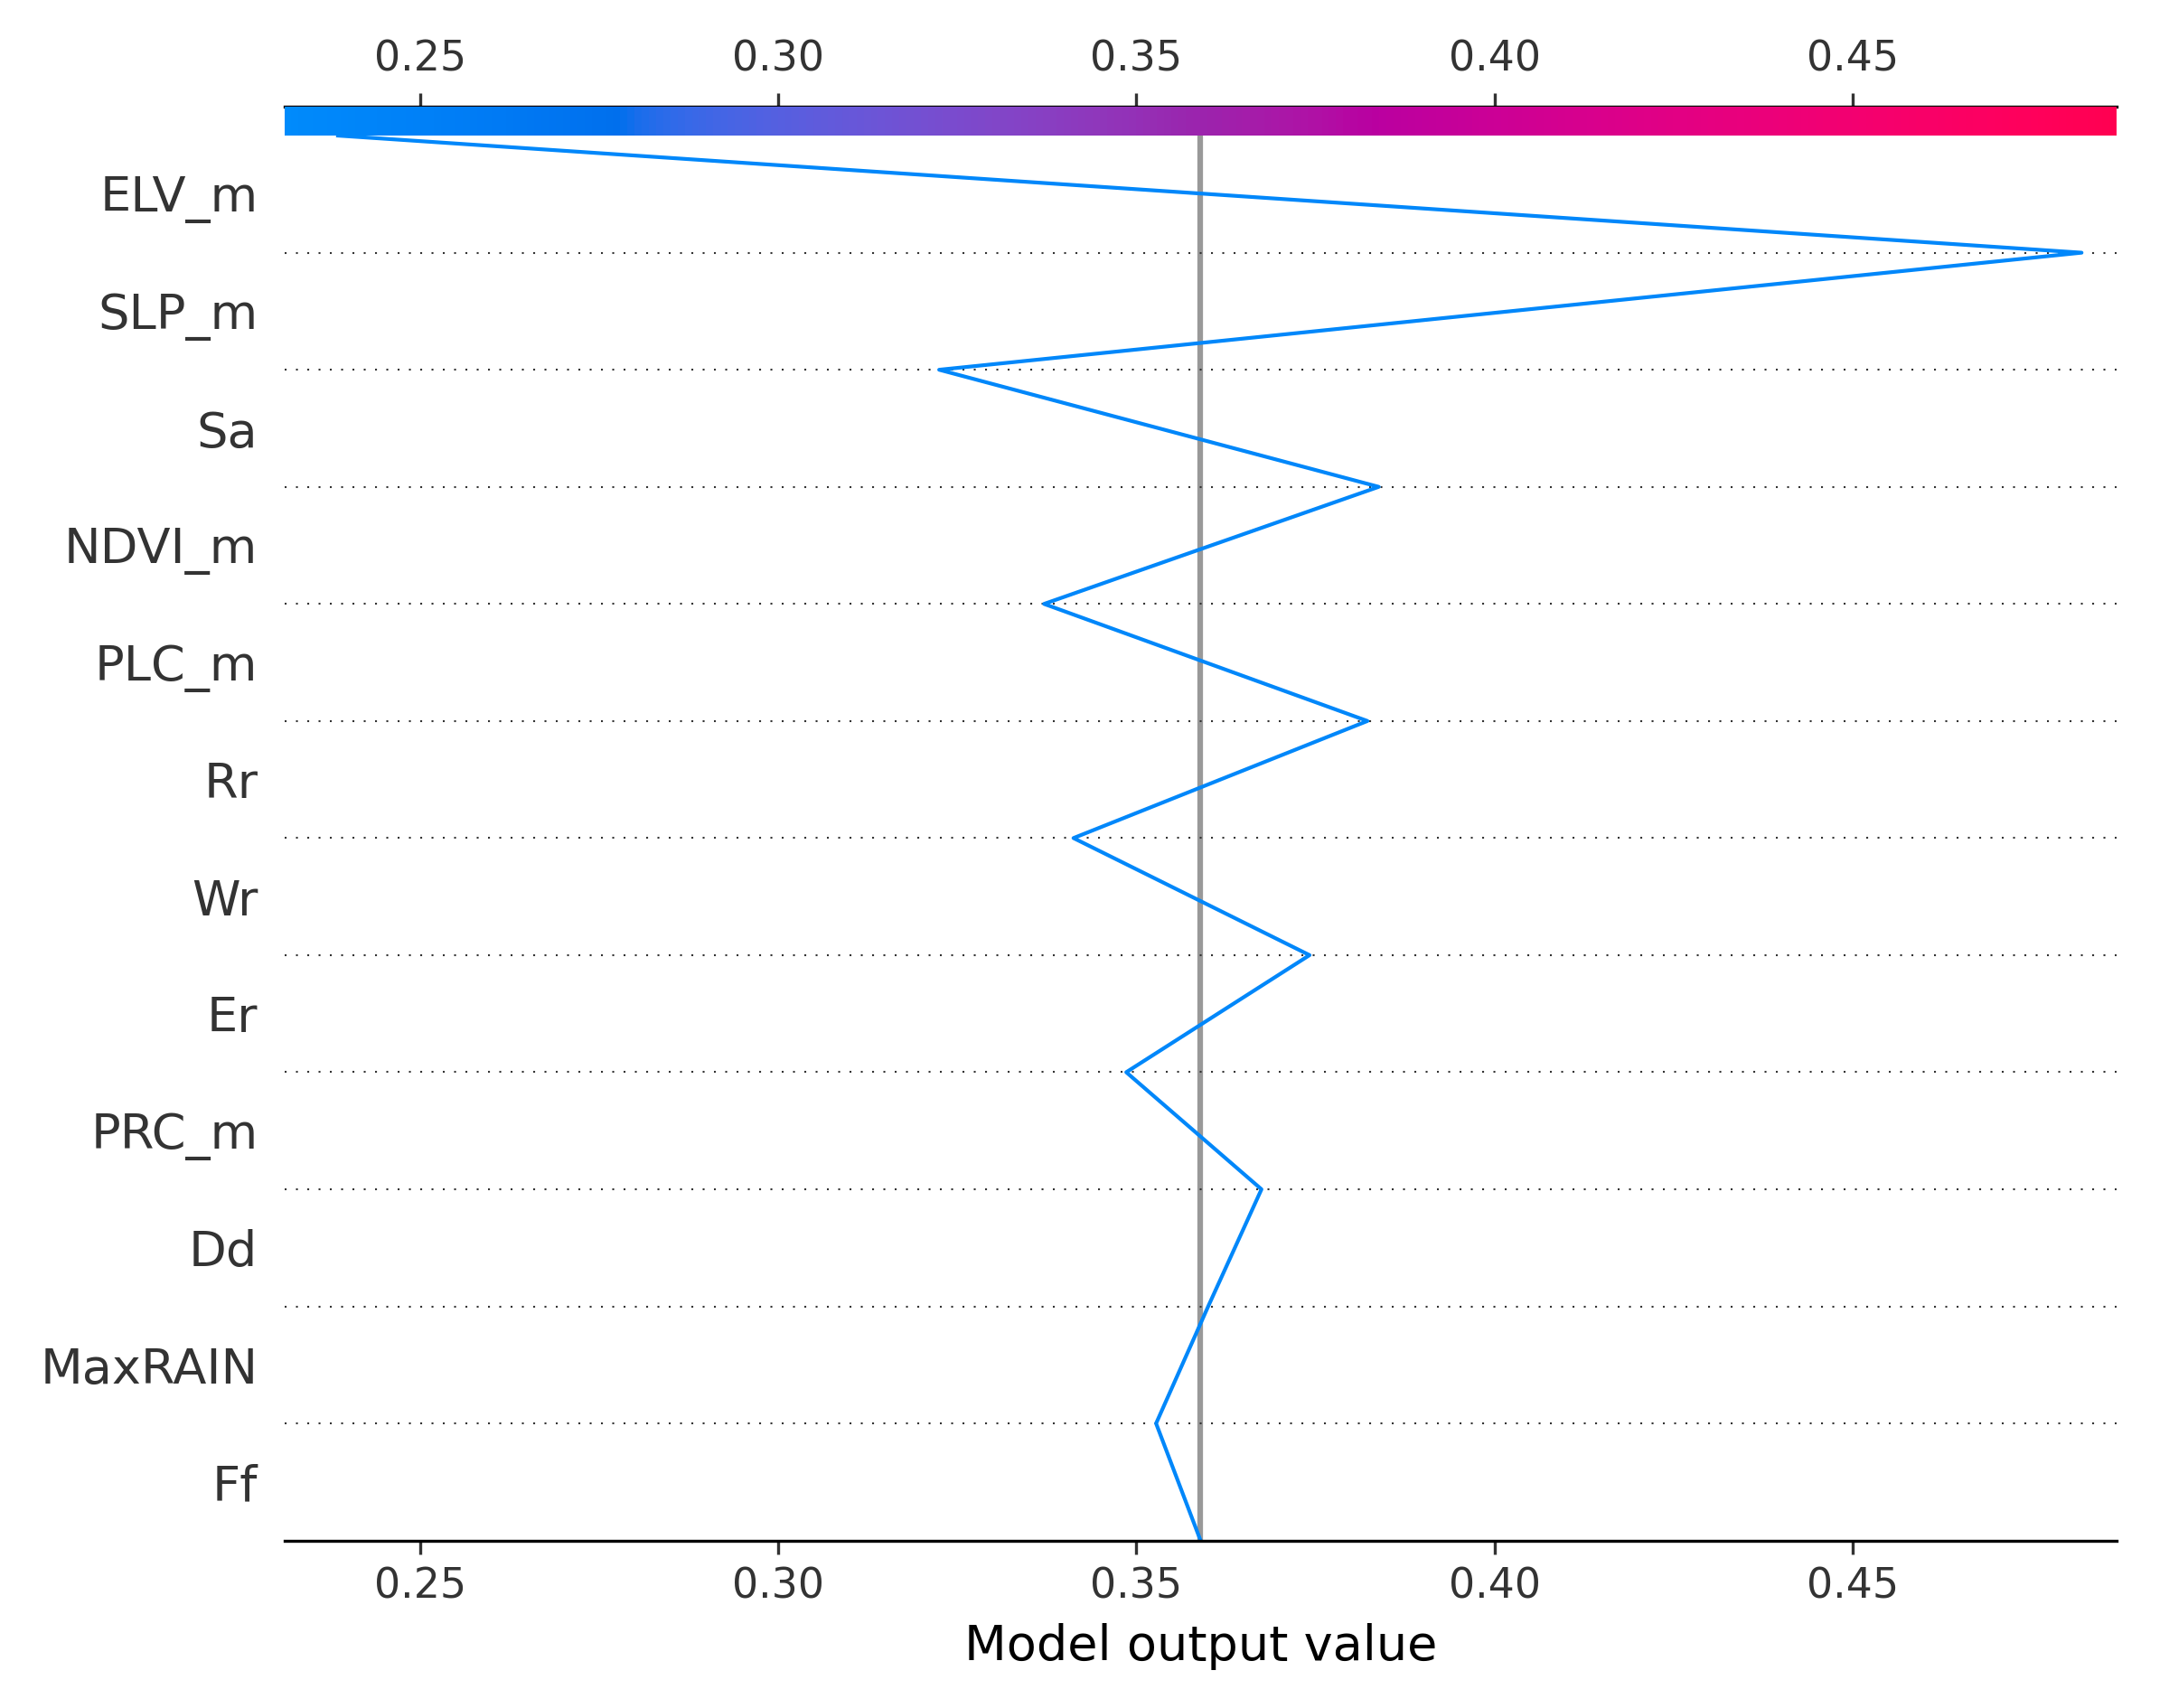 0.25 0.30 0.35 0.40 0.45
ELV_m
SLP_m
Sa
NDVI_m
PLC_m
Rr
Wr
Er
PRC_m
Dd
MaxRAIN
Ff
0.25 0.30 0.35 0.40 0.45
Model output value